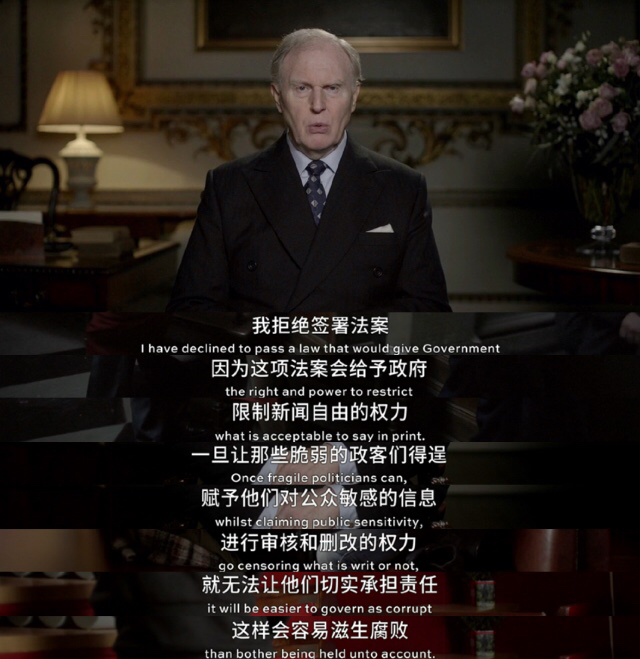 我拒绝签署法案
I have declined to pass a law that would give Government
因为这项法案会给予政府
the right and power to restrict
限制新闻自由的权力
what is acceptable to say in print.
一旦让那些脆弱的政客们得逞
Once fragile politicians can,
赋予他们对公众敏感的信息
whilst claiming public sensitivity,
进行审核和删改的权力
go censoring what is writ or not,
就无法让他们切实承担责任
it will be easier to govern as corrupt
这样会容易滋生腐败
than bother being held unto account.